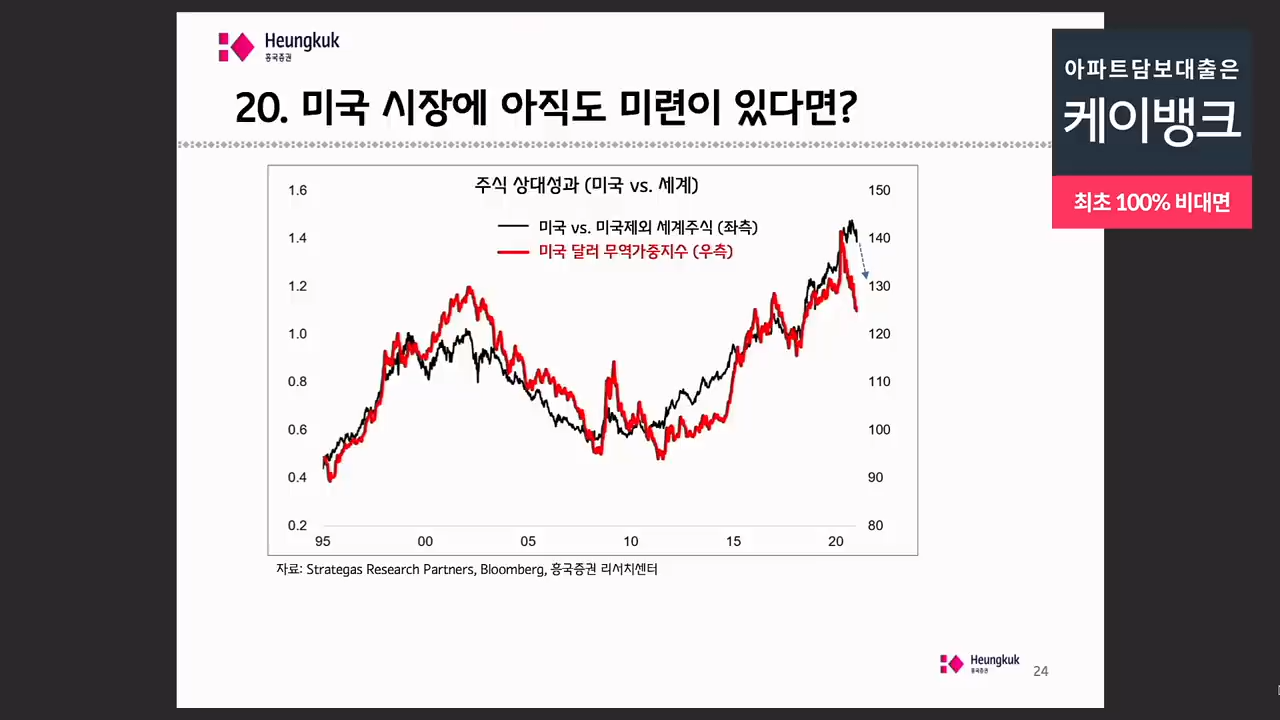 Heungkuk
흥국증권
20. 미국 시장에 아직도 미련이 있다면?
아파트담보대출은
케이뱅크
최초 100% 비대면
주식 상대성과 (미국 vs. 세계)
미국 vs. 미국제외 세계주식 (좌측)
미국 달러 무역가중지수 (우측)
1.6
1.4
1.2
1.0
0.8
0.6
0.4
0.2
150
140
130
120
110
100
90
80
95 00 05 10 15 20
자료: Strategas Research Partners, Bloomberg, 흥국증권 리서치센터
Heungkuk
흥국증권
24